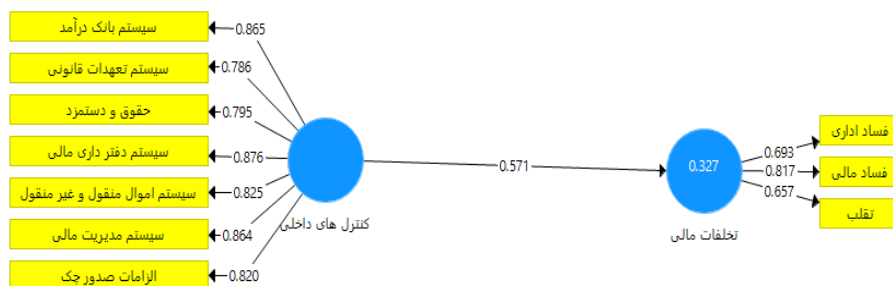 سیستم بانک درآمد
0.865
سیستم تعهدات قانونی
0.786
حقوق و دستمزد
0.795
سیستم دفتر داری مالی
0.876
سیستم اموال منقول و غیر منقول
0.825
سیستم مدیریت مالی
0.864
الزامات صدور چک
0.820
کنترل های داخلی
0.571
0.327
تخلفات مالی
0.693
فساد اداری
0.817
فساد مالی
0.657
تقلب